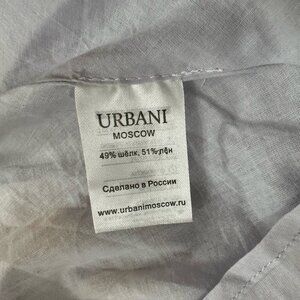 URBANI
MOSCOW
49% шёлк, 51% лён
Сделано в России
www.urbanimoscow.ru